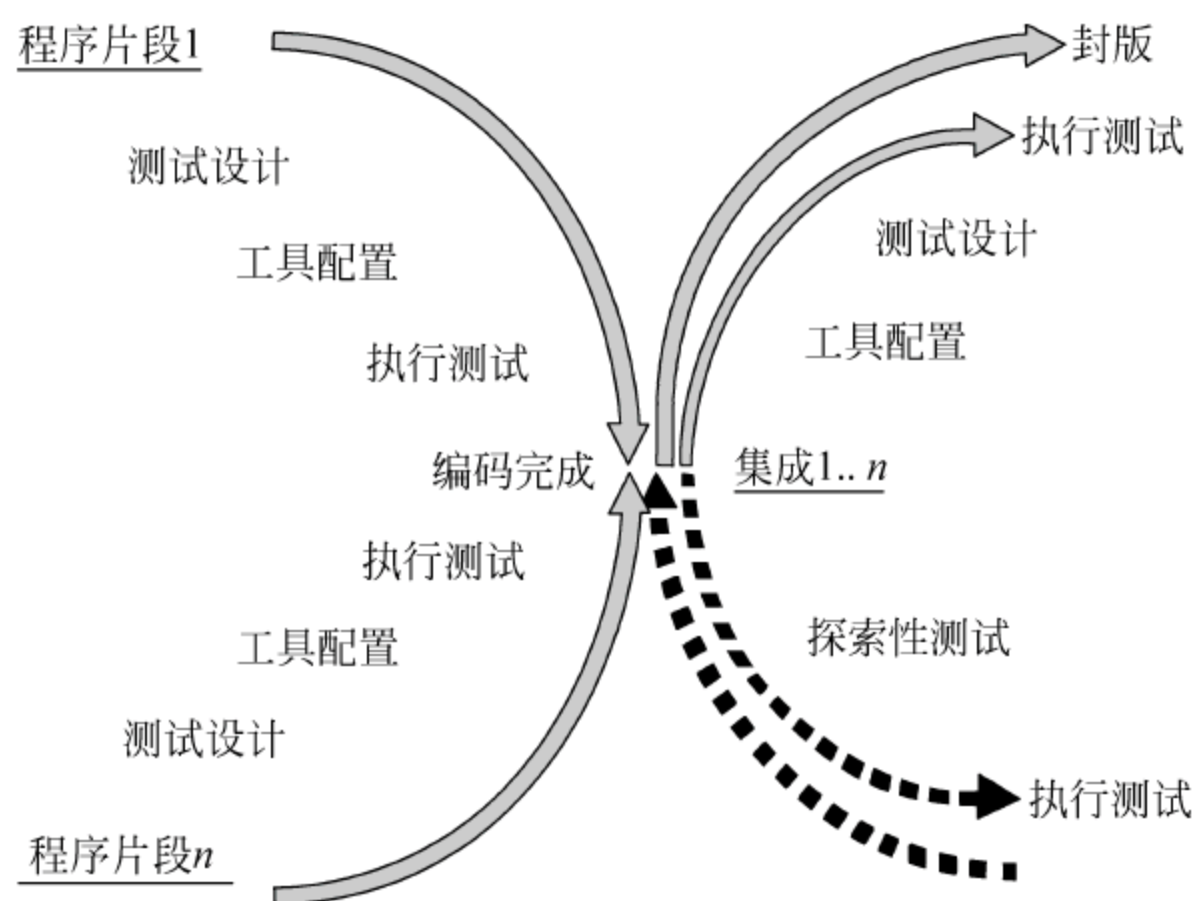 程序片段1
测试设计
工具配置
执行测试
编码完成
执行测试
工具配置
测试设计
程序片段n
封版
执行测试
测试设计
工具配置
集成1.. n
探索性测试
执行测试